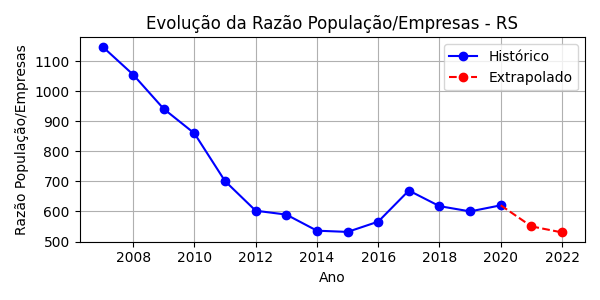 Evolução da Razão População/Empresas - RS
Razão População/Empresas
1100
1000
900
800
700
600
500
Histórico
Extrapolado
2008 2010 2012 2014 2016 2018 2020 2022
Ano